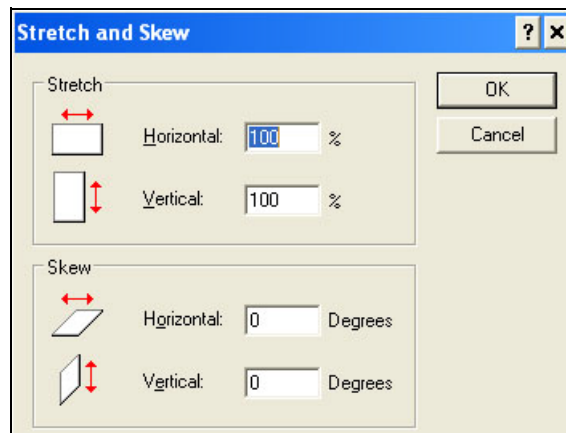 Stretch and Skew
Stretch
OK
Horizontal: 100 %
Cancel
Vertical: 100 %
Skew
Horizontal: 0 Degrees
Vertical: 0 Degrees